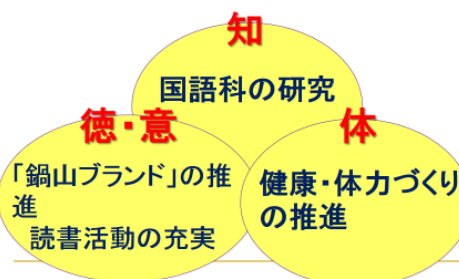 知
国語科の研究
徳・意
「鍋山ブランド」の推
進
読書活動の充実
体
健康・体力づくり
の推進